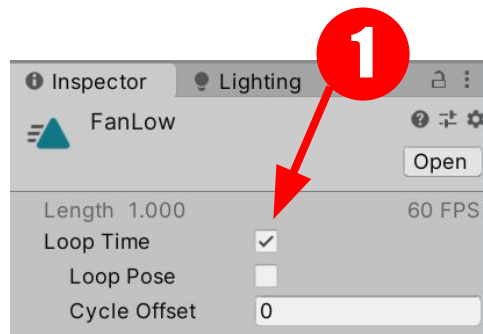 1
Inspector Lighting
FanLow
Open
Length 1.000 60 FPS
Loop Time
Loop Pose
Cycle Offset 0